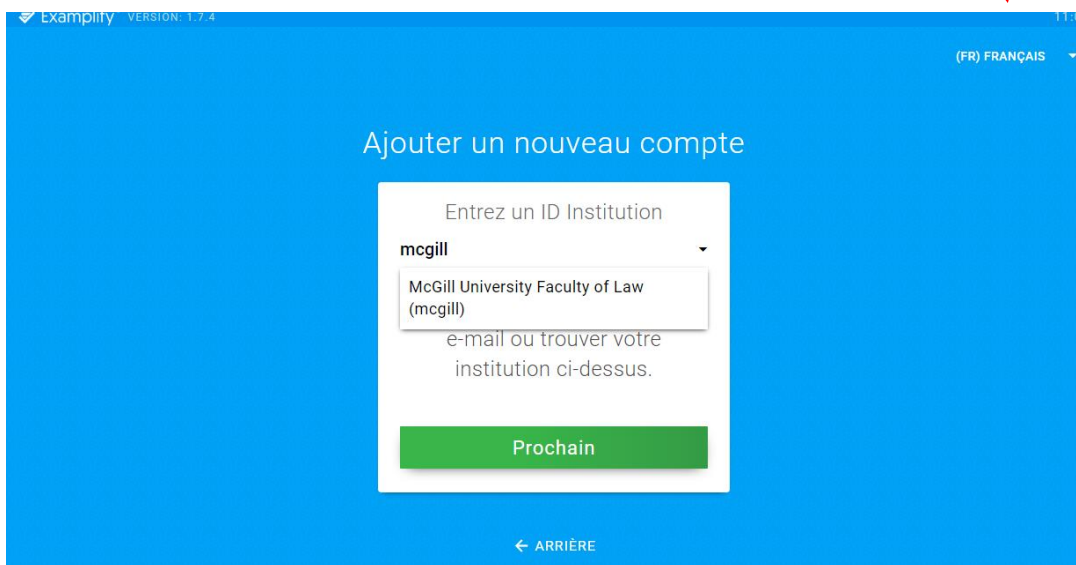 Examplify VERSION: 1.7.4
(FR) FRANÇAIS
Ajouter un nouveau compte
Entrez un ID Institution
mcgill
McGill University Faculty of Law
(mcgill)
e-mail ou trouver votre
institution ci-dessus.
Prochain
← ARRIÈRE